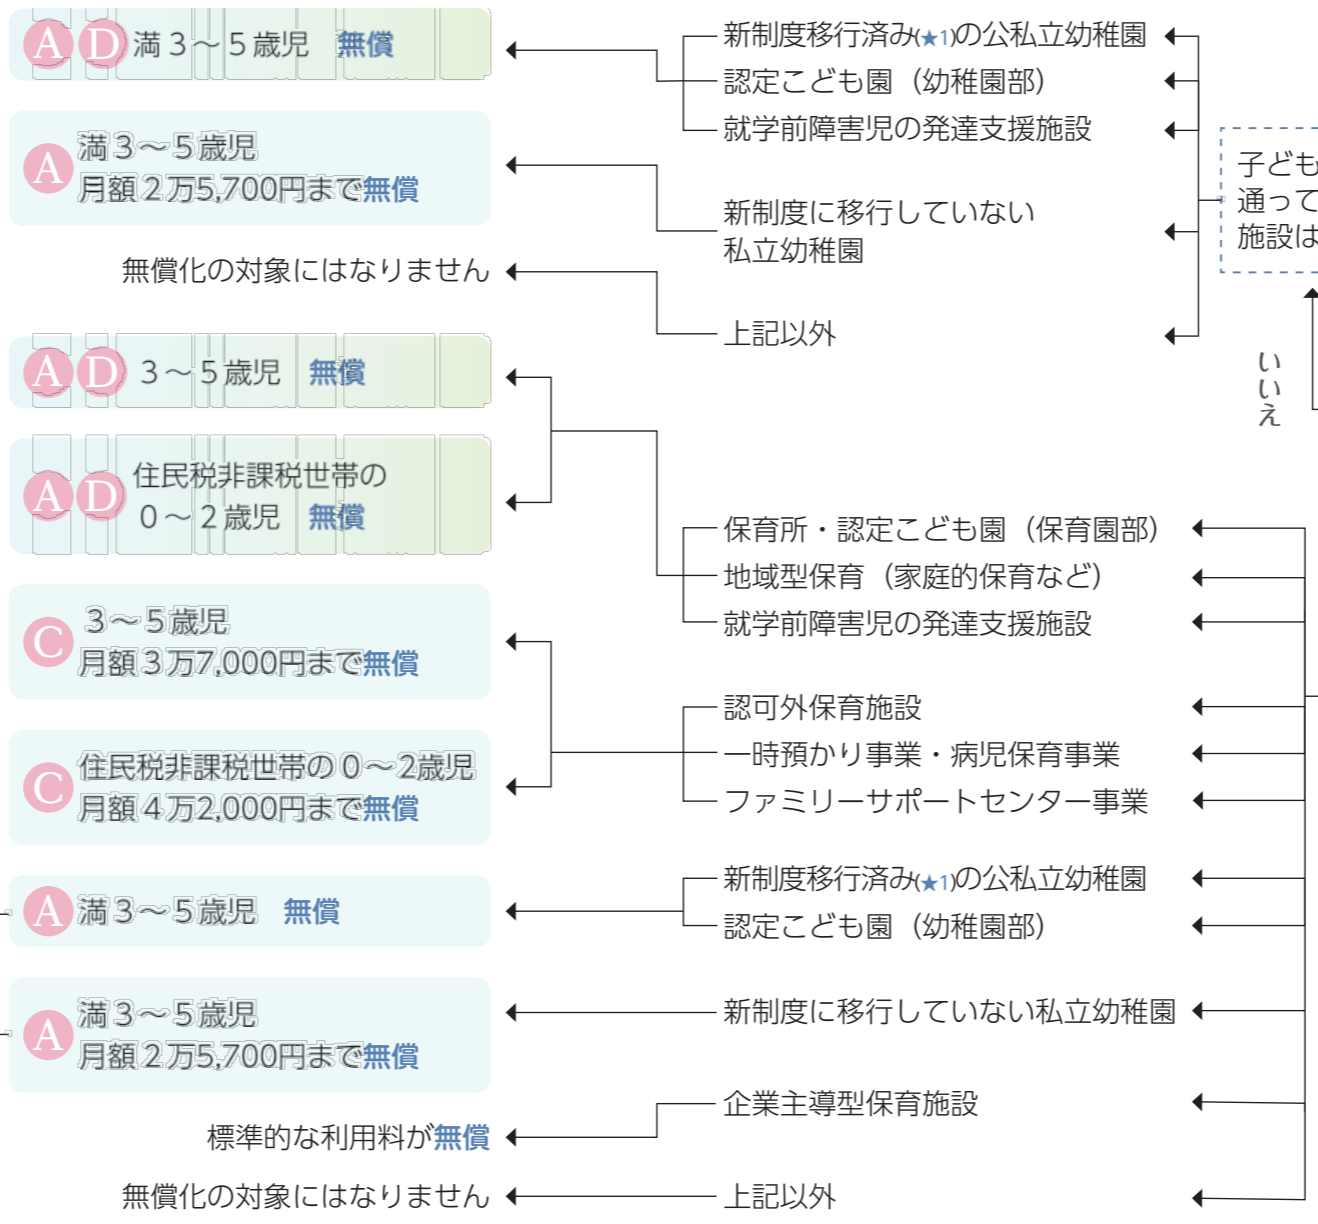 A D 満3～5歳児 無償
新制度移行済み(★1)の公私立幼稚園
認定こども園（幼稚園部）
就学前障害児の発達支援施設
A 満3～5歳児
月額2万5,700円まで無償
新制度に移行していない
私立幼稚園
子ども
通って
施設は
無償化の対象にはなりません
上記以外
いいえ
A D 3～5歳児 無償
A D 住民税非課税世帯の
0～2歳児 無償
保育所・認定こども園（保育園部）
地域型保育（家庭的保育など）
就学前障害児の発達支援施設
C 3～5歳児
月額3万7,000円まで無償
C 住民税非課税世帯の0～2歳児
月額4万2,000円まで無償
認可外保育施設
一時預かり事業・病児保育事業
ファミリーサポートセンター事業
A 満3～5歳児 無償
新制度移行済み(★1)の公私立幼稚園
認定こども園（幼稚園部）
A 満3～5歳児
月額2万5,700円まで無償
新制度に移行していない私立幼稚園
標準的な利用料が無償
企業主導型保育施設
無償化の対象にはなりません
上記以外